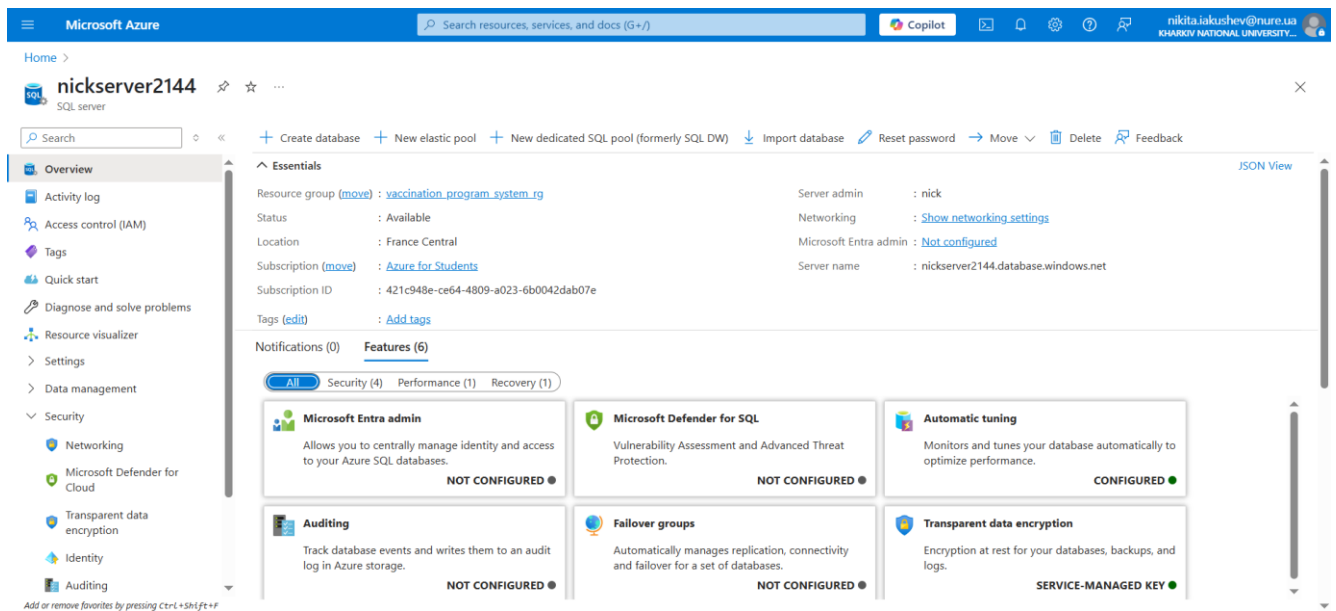 Microsoft Azure
Search resources, services, and docs (G+/)
Copilot
nikita.iakushev@nure.ua
KHARKIV NATIONAL UNIVERSITY...
Home >
nickserver2144
SQL server
Search
Create database
New elastic pool
New dedicated SQL pool (formerly SQL DW)
Import database
Reset password
Move
Delete
Feedback
Overview
Activity log
Access control (IAM)
Tags
Quick start
Diagnose and solve problems
Resource visualizer
Settings
Data management
Security
Networking
Microsoft Defender for
Cloud
Transparent data
encryption
Identity
Auditing
Add or remove favorites by pressing Ctrl+Shift+F
Essentials
JSON View
Resource group (move) : vaccination_program_system_rg
Status : Available
Location : France Central
Subscription (move) : Azure for Students
Subscription ID : 421c948e-ce64-4809-a023-6b0042dab07e
Tags (edit) : Add tags
Server admin : nick
Networking : Show networking settings
Microsoft Entra admin : Not configured
Server name : nickserver2144.database.windows.net
Notifications (0)
Features (6)
All
Security (4)
Performance (1)
Recovery (1)
Microsoft Entra admin
Allows you to centrally manage identity and access
to your Azure SQL databases.
NOT CONFIGURED
Microsoft Defender for SQL
Vulnerability Assessment and Advanced Threat
Protection.
NOT CONFIGURED
Automatic tuning
Monitors and tunes your database automatically to
optimize performance.
CONFIGURED
Auditing
Track database events and writes them to an audit
log in Azure storage.
NOT CONFIGURED
Failover groups
Automatically manages replication, connectivity
and failover for a set of databases.
NOT CONFIGURED
Transparent data encryption
Encryption at rest for your databases, backups, and
logs.
SERVICE-MANAGED KEY